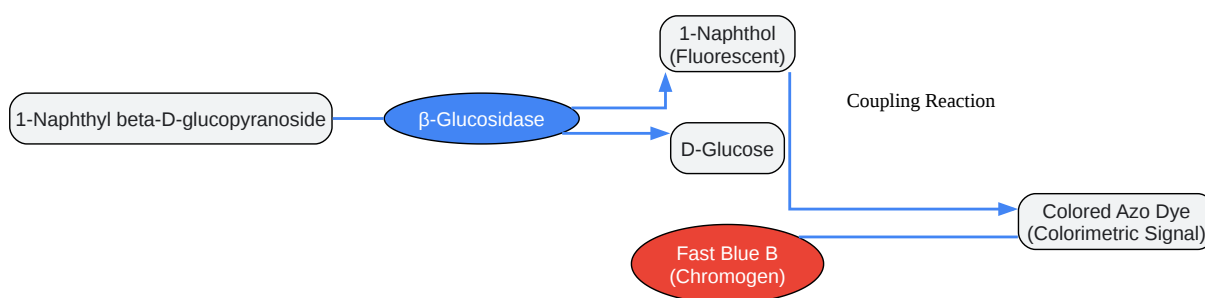 1-Naphthol
(Fluorescent)
Coupling Reaction
1-Naphthyl beta-D-glucopyranoside
β-Glucosidase
D-Glucose
Colored Azo Dye
(Colorimetric Signal)
Fast Blue B
(Chromogen)